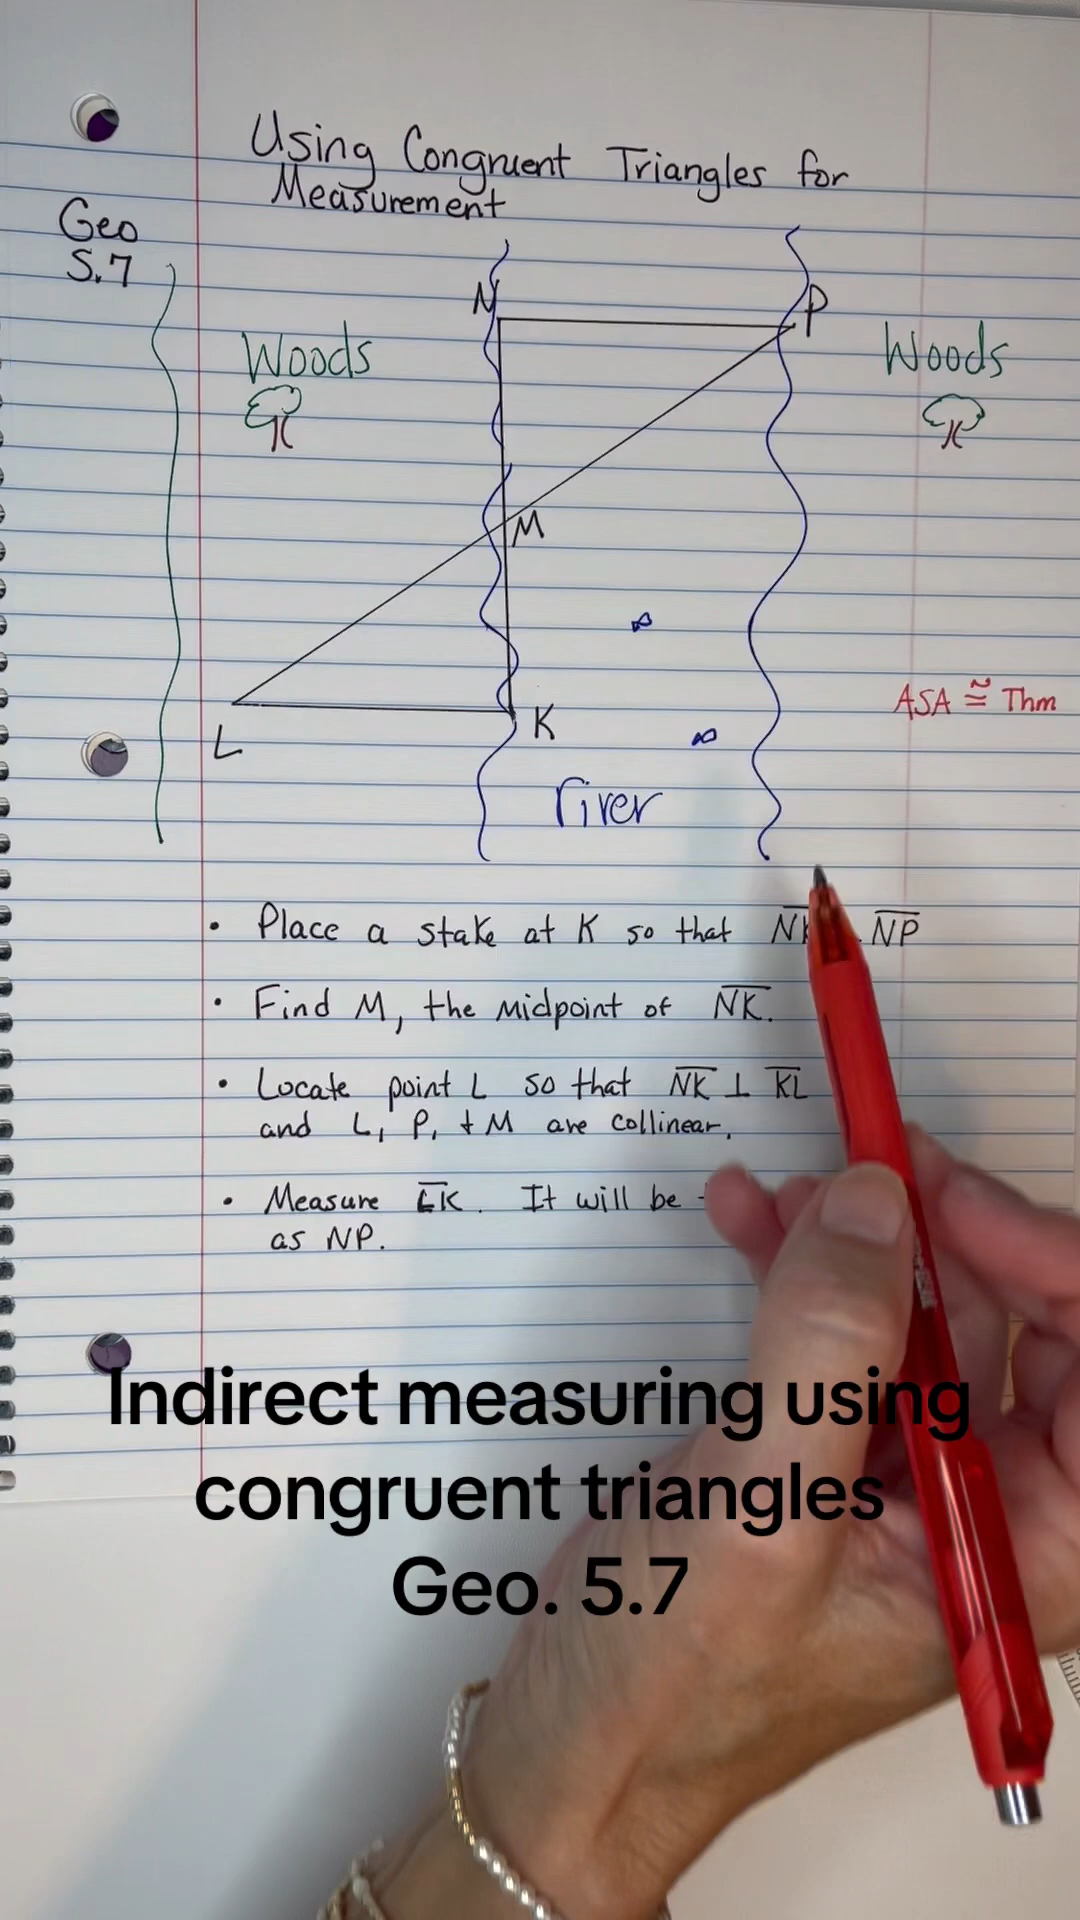 Using Congruent Triangles for
Measurement
Geo
5.7
N
P
Woods
Woods
M
ASA ≅ Thm
L
K
river
• Place a stake at K so that NP
• Find M, the midpoint of NK.
• Locate point L so that NK ⊥ KL
and L, P, + M are collinear.
• Measure LK. It will be
as NP.
Indirect measuring using
congruent triangles
Geo. 5.7